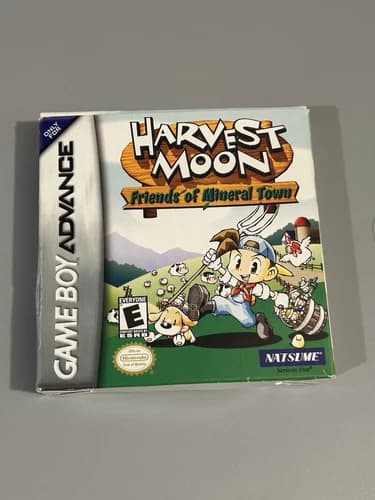 ONLY
FOR
GAME BOY ADVANCE
HARVEST
MOON
Friends of Mineral Town
EVERYONE
E
ESRB
Official
Nintendo
Seal of Quality
NATSUME
Serious Fun